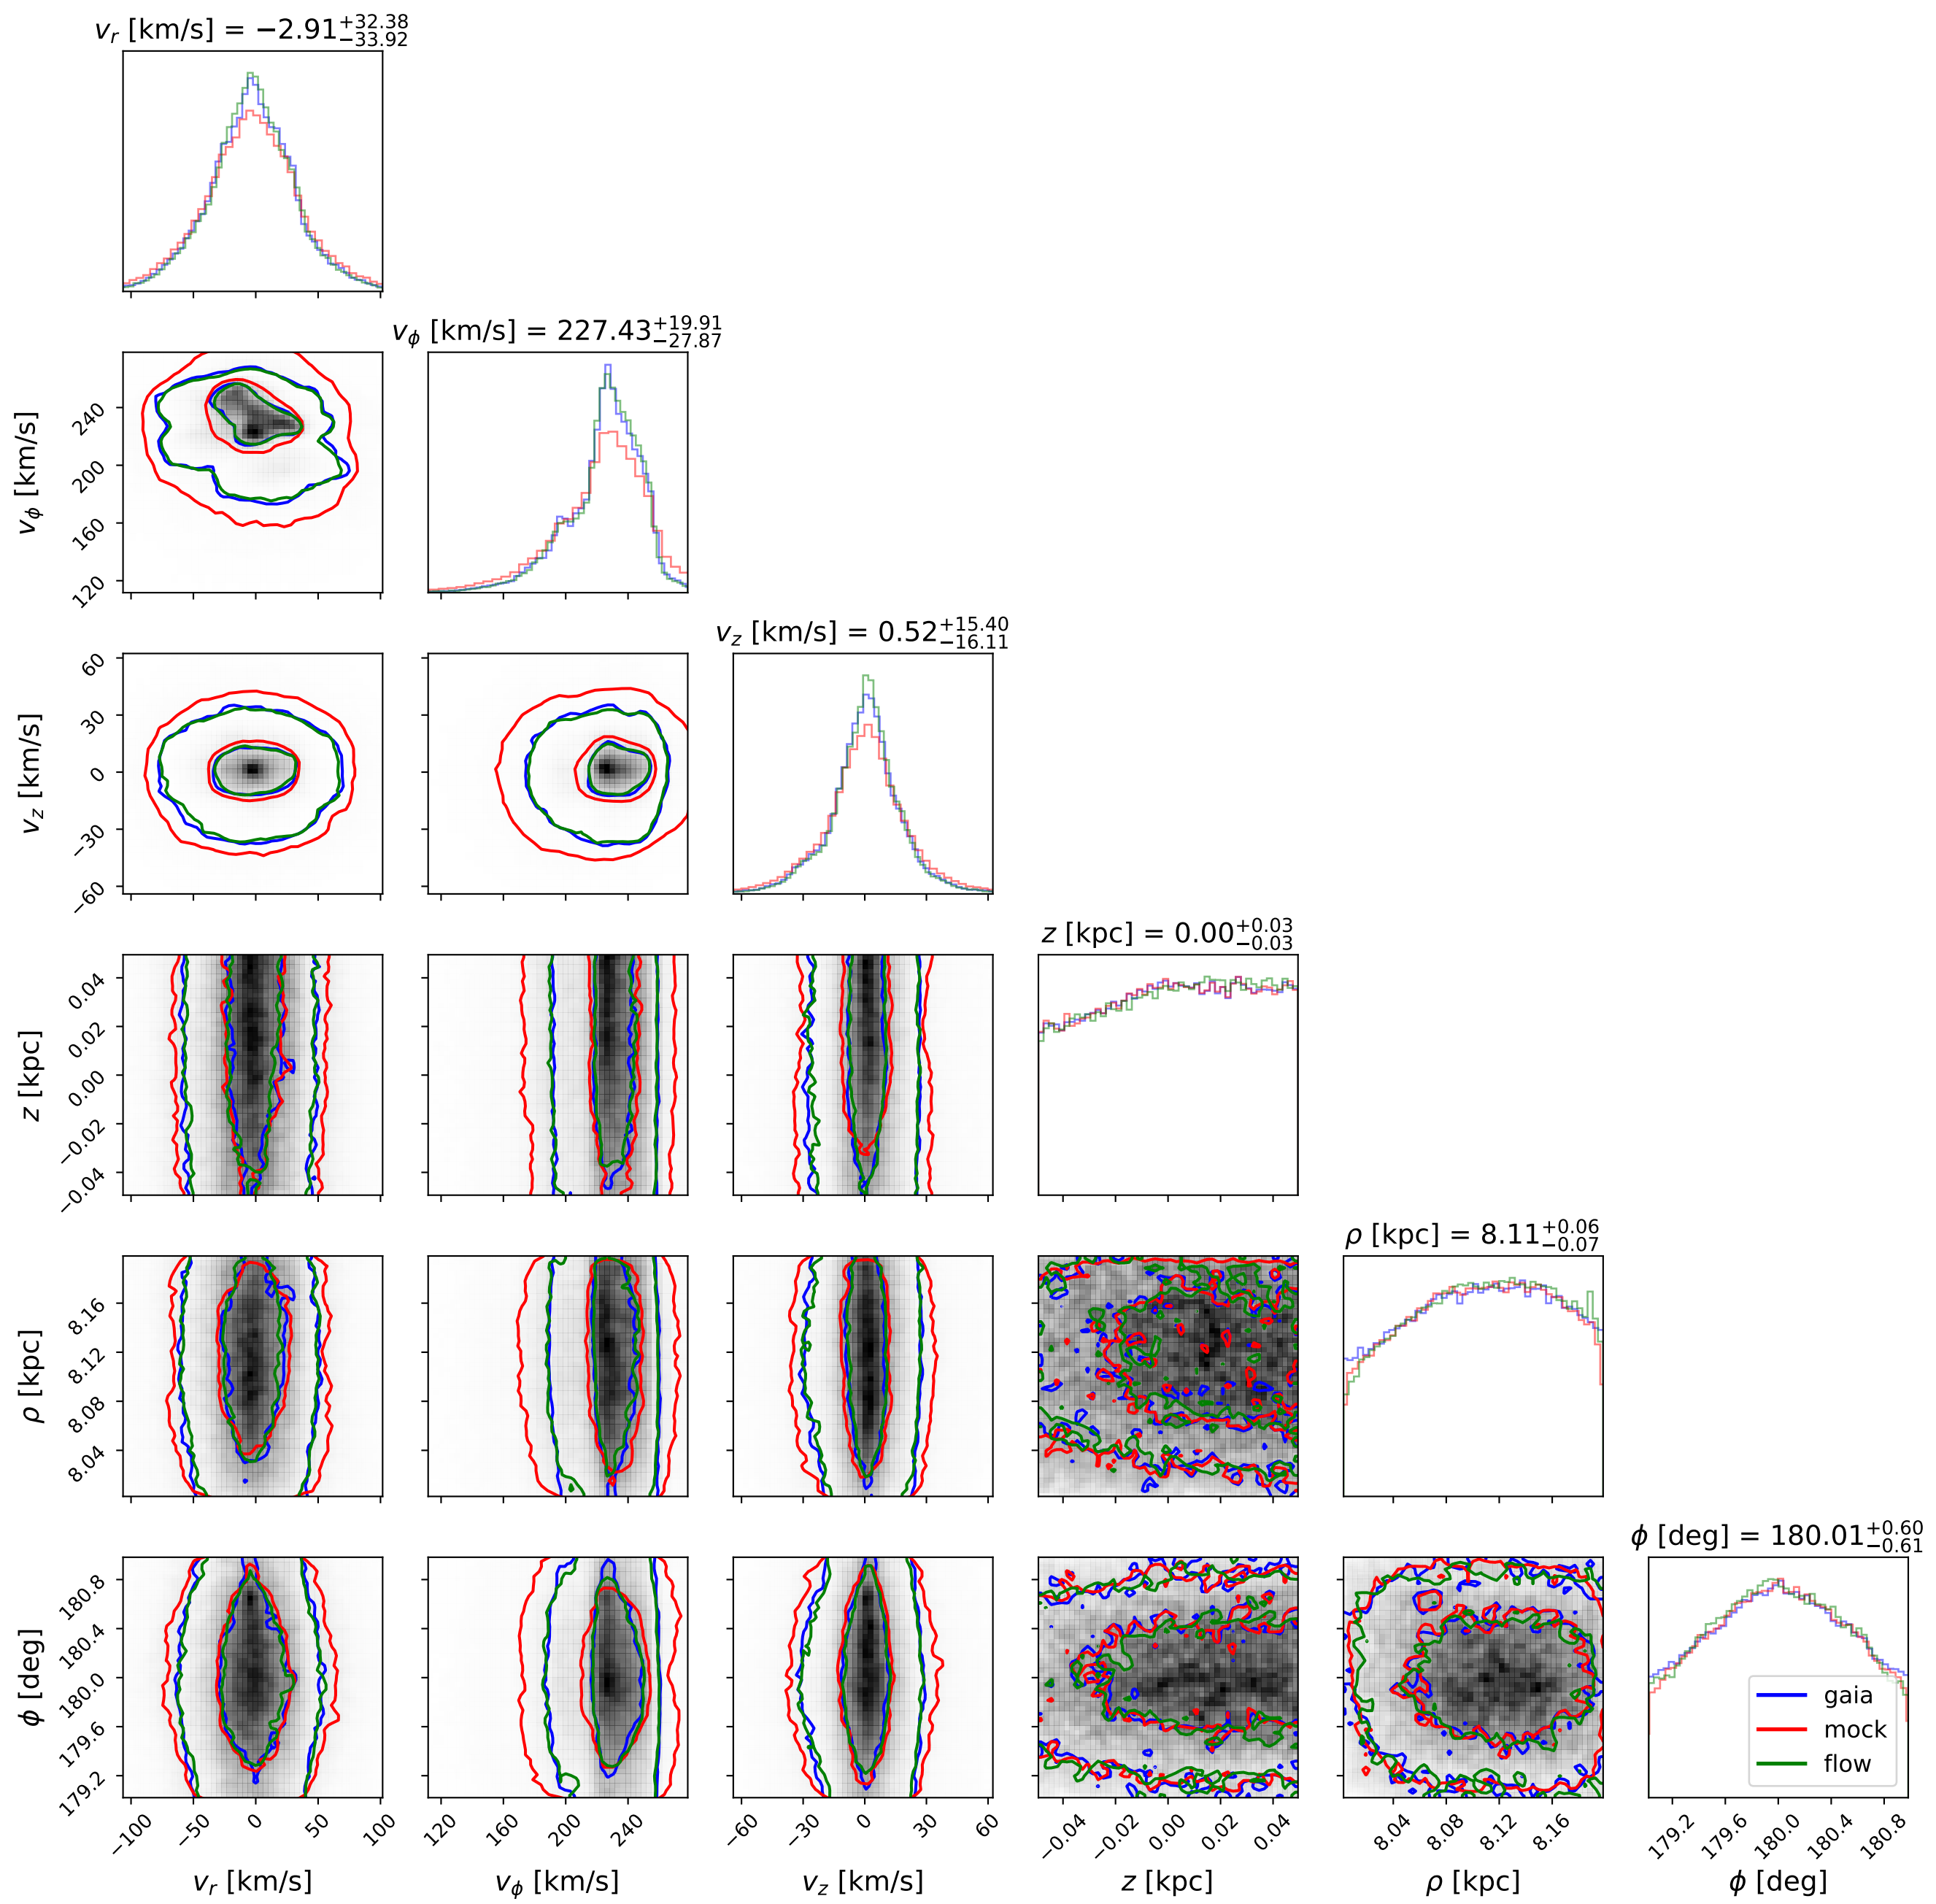 v_r [km/s] = −2.91^{+32.38}_{−33.92}
v_ϕ [km/s] = 227.43^{+19.91}_{−27.87}
v_ϕ [km/s]
240
200
160
120
v_z [km/s] = 0.52^{+15.40}_{−16.11}
v_z [km/s]
60
30
0
−30
−60
z [kpc] = 0.00^{+0.03}_{−0.03}
z [kpc]
0.04
0.02
0.00
−0.02
−0.04
ρ [kpc] = 8.11^{+0.06}_{−0.07}
ρ [kpc]
8.16
8.12
8.08
8.04
ϕ [deg] = 180.01^{+0.60}_{−0.61}
ϕ [deg]
180.8
180.4
180.0
179.6
179.2
gaia
mock
flow
−100 −50 0 50 100
120 160 200 240
−60 −30 0 30 60
−0.04 −0.02 0.00 0.02 0.04
8.04 8.08 8.12 8.16
179.2 179.6 180.0 180.4 180.8
v_r [km/s]
v_ϕ [km/s]
v_z [km/s]
z [kpc]
ρ [kpc]
ϕ [deg]